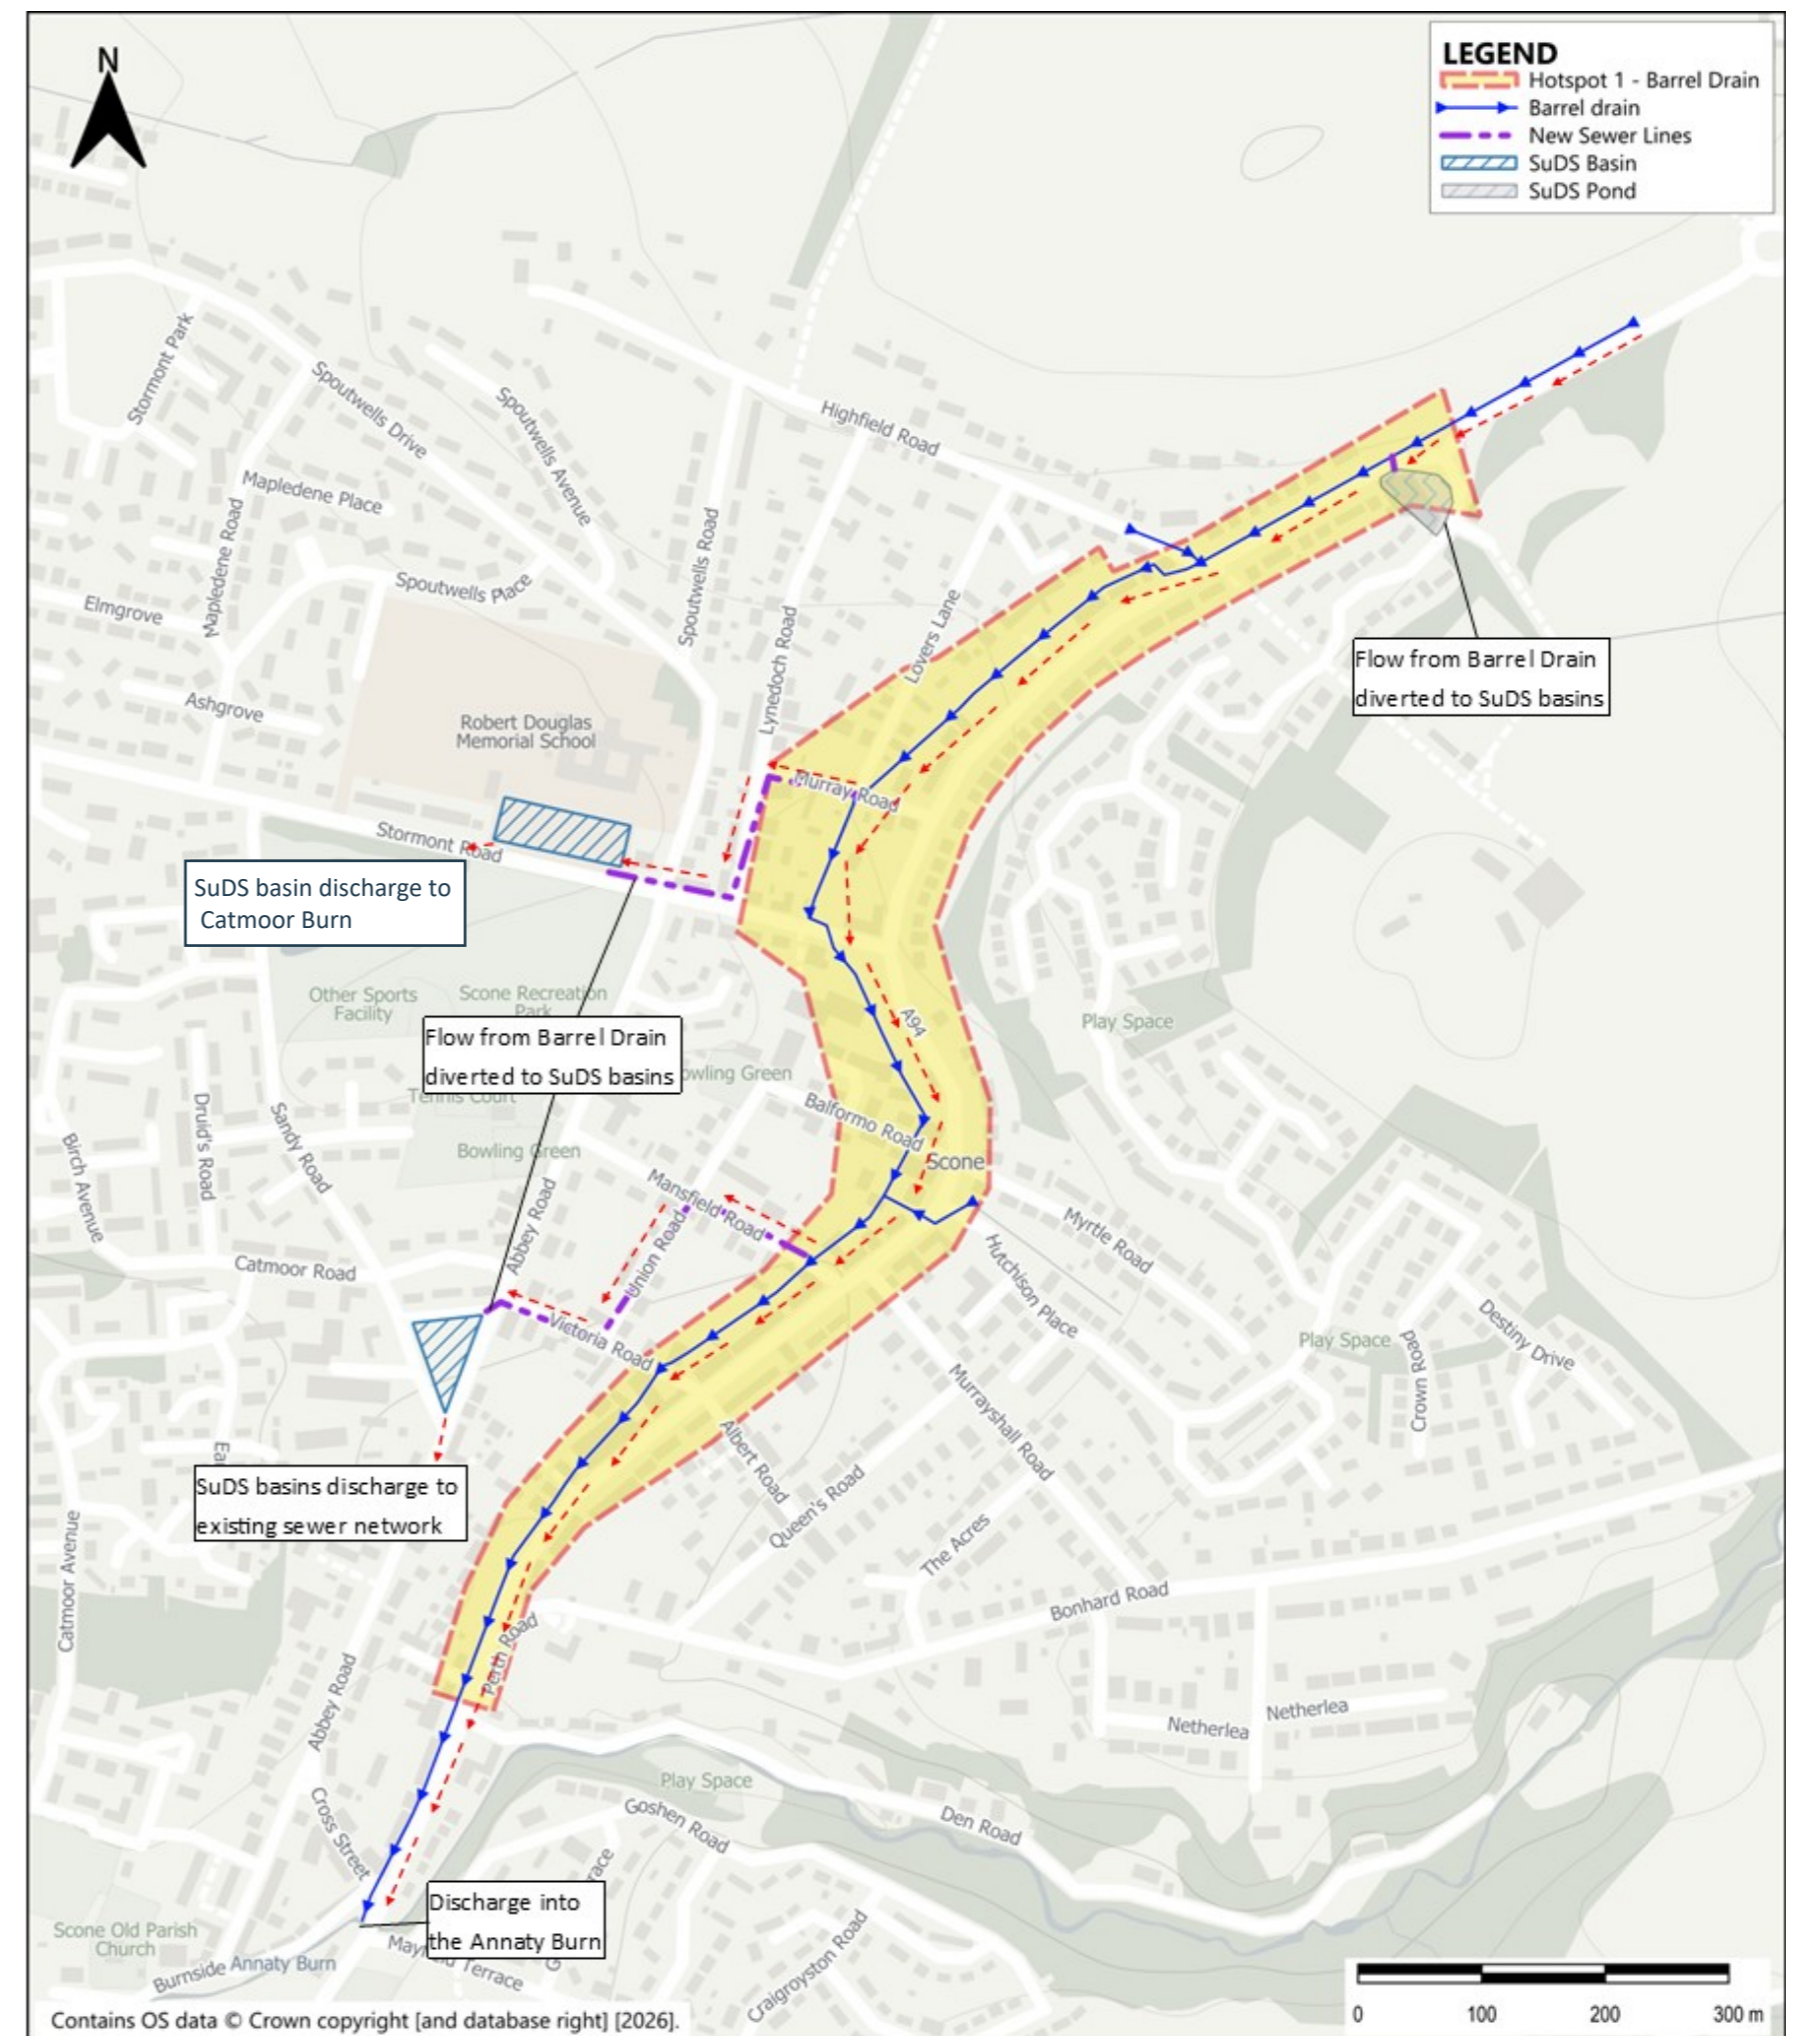 N
LEGEND
Hotspot 1 - Barrel Drain
Barrel drain
New Sewer Lines
SuDS Basin
SuDS Pond
Stormont Park
Spoutwells Drive
Spoutwells Avenue
Highfield Road
Mapledene Place
Mapledene Road
Spoutwells Road
Spoutwells Place
Elmgrove
Lovers Lane
Lynedoch Road
Flow from Barrel Drain
diverted to SuDS basins
Ashgrove
Robert Douglas
Memorial School
Murray Road
Stormont Road
SuDS basin discharge to
Catmoor Burn
Other Sports
Facility
Scone Recreation
Park
A94
Play Space
Flow from Barrel Drain
diverted to SuDS basins
owling Green
Tennis Court
Balformo Road
Druid's Road
Sandy Road
Birch Avenue
Bowling Green
Scone
Mansfield Road
Abbey Road
Union Road
Myrtle Road
Hutchison Place
Catmoor Road
Victoria Road
Play Space
Crown Road
Destiny Drive
Murrayshall Road
Albert Road
Queen's Road
Ea
SuDS basins discharge to
existing sewer network
The Acres
Catmoor Avenue
Bonhard Road
Perth Road
Abbey Road
Netherlea
Netherlea
Play Space
Cross Street
Goshen Road
Den Road
race
Discharge into
the Annaty Burn
Scone Old Parish
Church
Burnside
Annaty Burn
May
Terrace
G
Craigroyston Road
0 100 200 300 m
Contains OS data © Crown copyright [and database right] [2026].